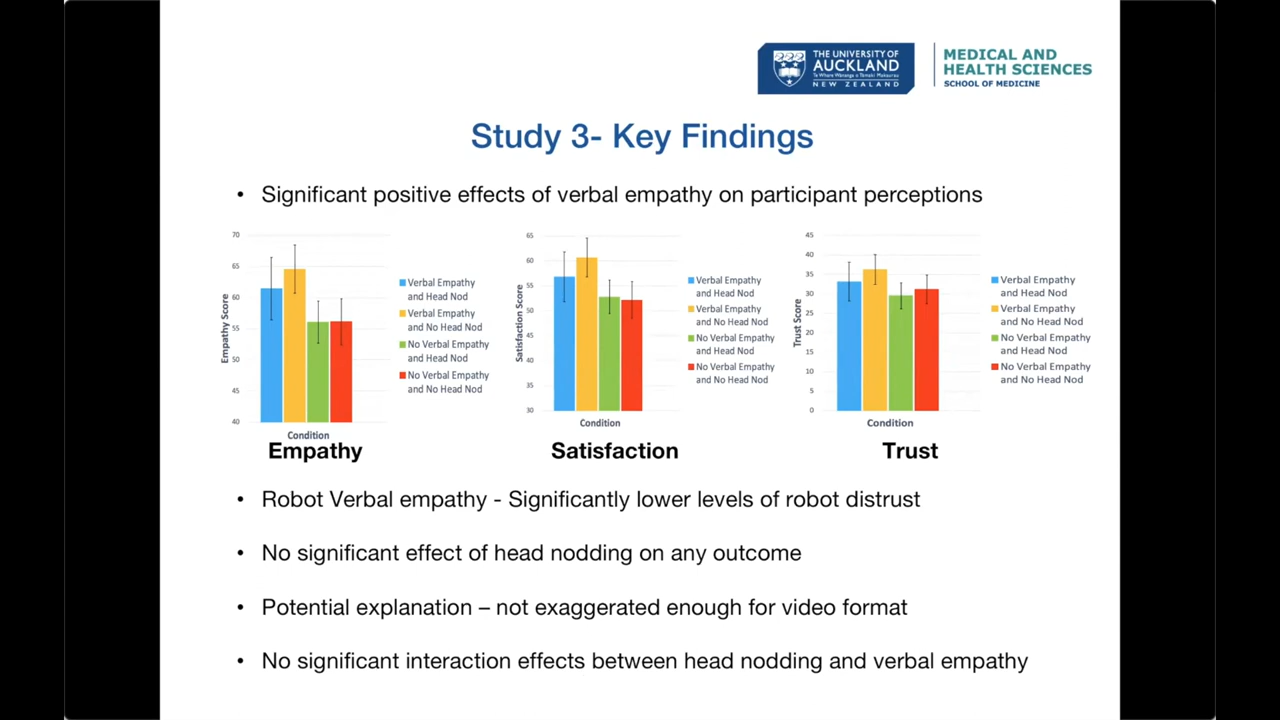 THE UNIVERSITY OF
AUCKLAND
Te Whare Wānanga o Tāmaki Makaurau
NEW ZEALAND
MEDICAL AND
HEALTH SCIENCES
SCHOOL OF MEDICINE
Study 3- Key Findings
• Significant positive effects of verbal empathy on participant perceptions
70
65
60
55
50
45
40
Empathy Score
Condition
Verbal Empathy
and Head Nod
Verbal Empathy
and No Head Nod
No Verbal Empathy
and Head Nod
No Verbal Empathy
and No Head Nod
Empathy
65
60
55
50
45
40
35
30
Satisfaction Score
Condition
Verbal Empathy
and Head Nod
Verbal Empathy
and No Head Nod
No Verbal Empathy
and Head Nod
No Verbal Empathy
and No Head Nod
Satisfaction
45
40
35
30
25
20
15
10
5
0
Trust Score
Condition
Verbal Empathy
and Head Nod
Verbal Empathy
and No Head Nod
No Verbal Empathy
and Head Nod
No Verbal Empathy
and No Head Nod
Trust
• Robot Verbal empathy - Significantly lower levels of robot distrust
• No significant effect of head nodding on any outcome
• Potential explanation – not exaggerated enough for video format
• No significant interaction effects between head nodding and verbal empathy